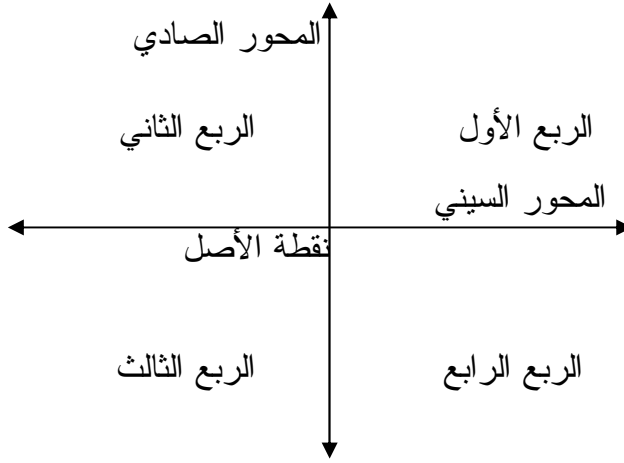 المحور الصادي
الربع الأول
الربع الثاني
المحور السيني
نقطة الأصل
الربع الرابع
الربع الثالث